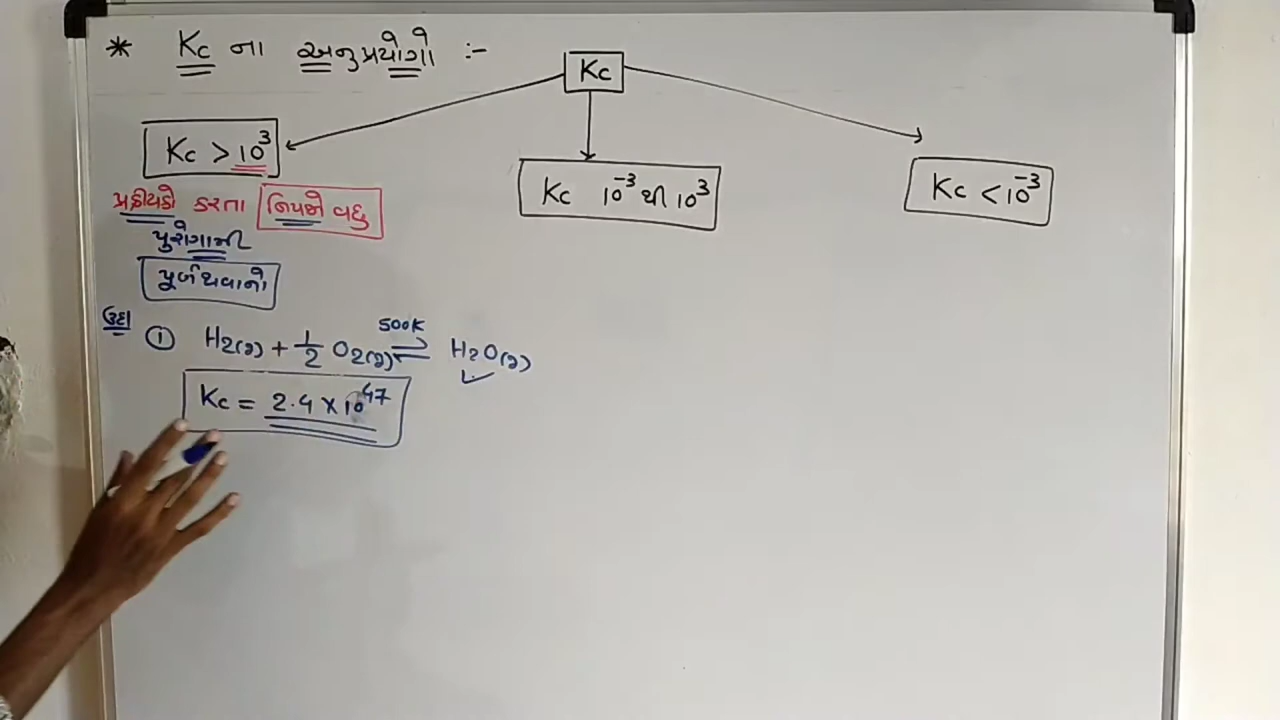 * Kc ના અનુપ્રયોગો :-
Kc
Kc > 10³
Kc 10⁻³ થી 10³
Kc < 10⁻³
પ્રક્રિયકો કરતા નિપજો વધુ
પુરોગામી
પૂર્ણ થવાનો
ઉદા ① H₂(g) + 1/2 O₂(g) ⇌ 500K H₂O(g)
Kc = 2.4 × 10⁴⁷